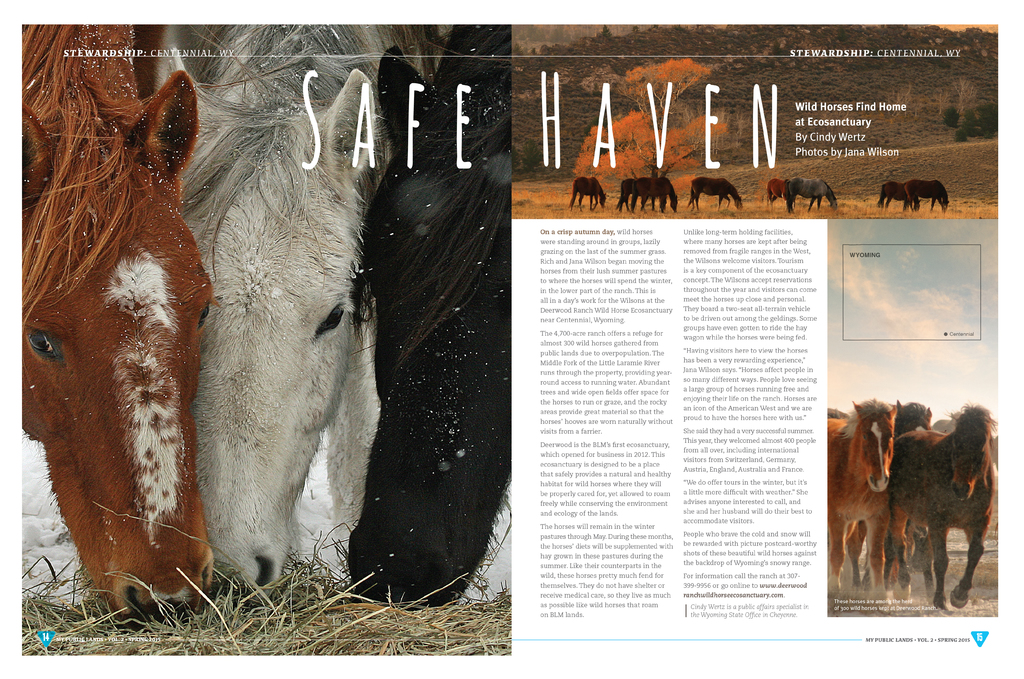 STEWARDSHIP: CENTENNIAL, WY
STEWARDSHIP: CENTENNIAL, WY
SAFE HAVEN
Wild Horses Find Home
at Ecosanctuary
By Cindy Wertz
Photos by Jana Wilson
On a crisp autumn day, wild horses
were standing around in groups, lazily
grazing on the last of the summer grass.
Rich and Jana Wilson began moving the
horses from their lush summer pastures
to where the horses will spend the winter,
in the lower part of the ranch. This is
all in a day's work for the Wilsons at the
Deerwood Ranch Wild Horse Ecosanctuary
near Centennial, Wyoming.
The 4,700-acre ranch offers a refuge for
almost 300 wild horses gathered from
public lands due to overpopulation. The
Middle Fork of the Little Laramie River
runs through the property, providing year-
round access to running water. Abundant
trees and wide open fields offer space for
the horses to run or graze, and the rocky
areas provide great material so that the
horses' hooves are worn naturally without
visits from a farrier.
Deerwood is the BLM's first ecosanctuary,
which opened for business in 2012. This
ecosanctuary is designed to be a place
that safely provides a natural and healthy
habitat for wild horses where they will
be properly cared for, yet allowed to roam
freely while conserving the environment
and ecology of the lands.
The horses will remain in the winter
pastures through May. During these months,
the horses' diets will be supplemented with
hay grown in these pastures during the
summer. Like their counterparts in the
wild, these horses pretty much fend for
themselves. They do not have shelter or
receive medical care, so they live as much
as possible like wild horses that roam
on BLM lands.
Unlike long-term holding facilities,
where many horses are kept after being
removed from fragile ranges in the West,
the Wilsons welcome visitors. Tourism
is a key component of the ecosanctuary
concept. The Wilsons accept reservations
throughout the year and visitors can come
meet the horses up close and personal.
They board a two-seat all-terrain vehicle
to be driven out among the geldings. Some
groups have even gotten to ride the hay
wagon while the horses were being fed.
"Having visitors here to view the horses
has been a very rewarding experience,"
Jana Wilson says. "Horses affect people in
so many different ways. People love seeing
a large group of horses running free and
enjoying their life on the ranch. Horses are
an icon of the American West and we are
proud to have the horses here with us."
She said they had a very successful summer.
This year, they welcomed almost 400 people
from all over, including international
visitors from Switzerland, Germany,
Austria, England, Australia and France.
"We do offer tours in the winter, but it's
a little more difficult with weather." She
advises anyone interested to call, and
she and her husband will do their best to
accommodate visitors.
People who brave the cold and snow will
be rewarded with picture postcard-worthy
shots of these beautiful wild horses against
the backdrop of Wyoming's snowy range.
For information call the ranch at 307-
399-9956 or go online to www.deerwood
ranchwildhorseecosanctuary.com.
Cindy Wertz is a public affairs specialist in
the Wyoming State Office in Cheyenne.
WYOMING
Centennial
These horses are among the herd
of 300 wild horses kept at Deerwood Ranch.
14 MY PUBLIC LANDS • VOL. 2 • SPRING 2015
MY PUBLIC LANDS • VOL. 2 • SPRING 2015 15